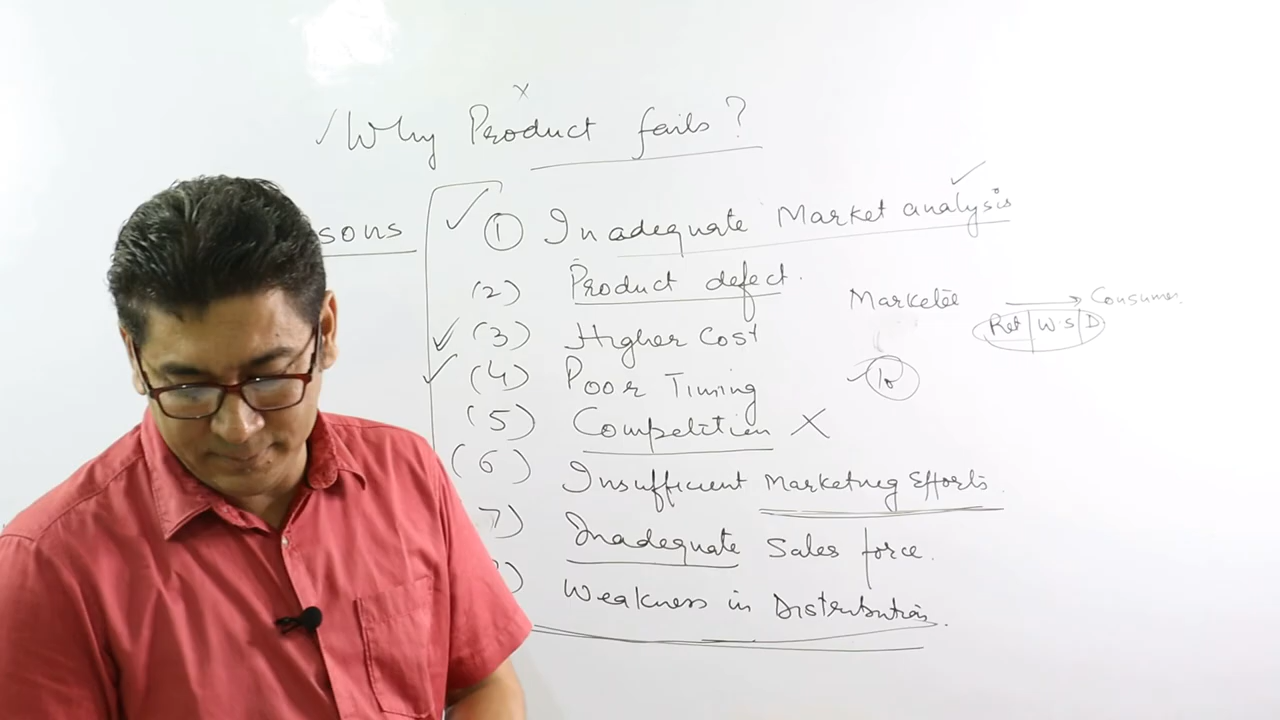 Why Product fails?
sons
① Inadequate Market analysis
(2) Product defect.
(3) Higher Cost
(4) Poor Timing
(5) Competition X
(6) Insufficient Marketing Efforts.
7) Inadequate Sales force.
) Weakness in Distribution.
→ Consumer
Ret W.S D